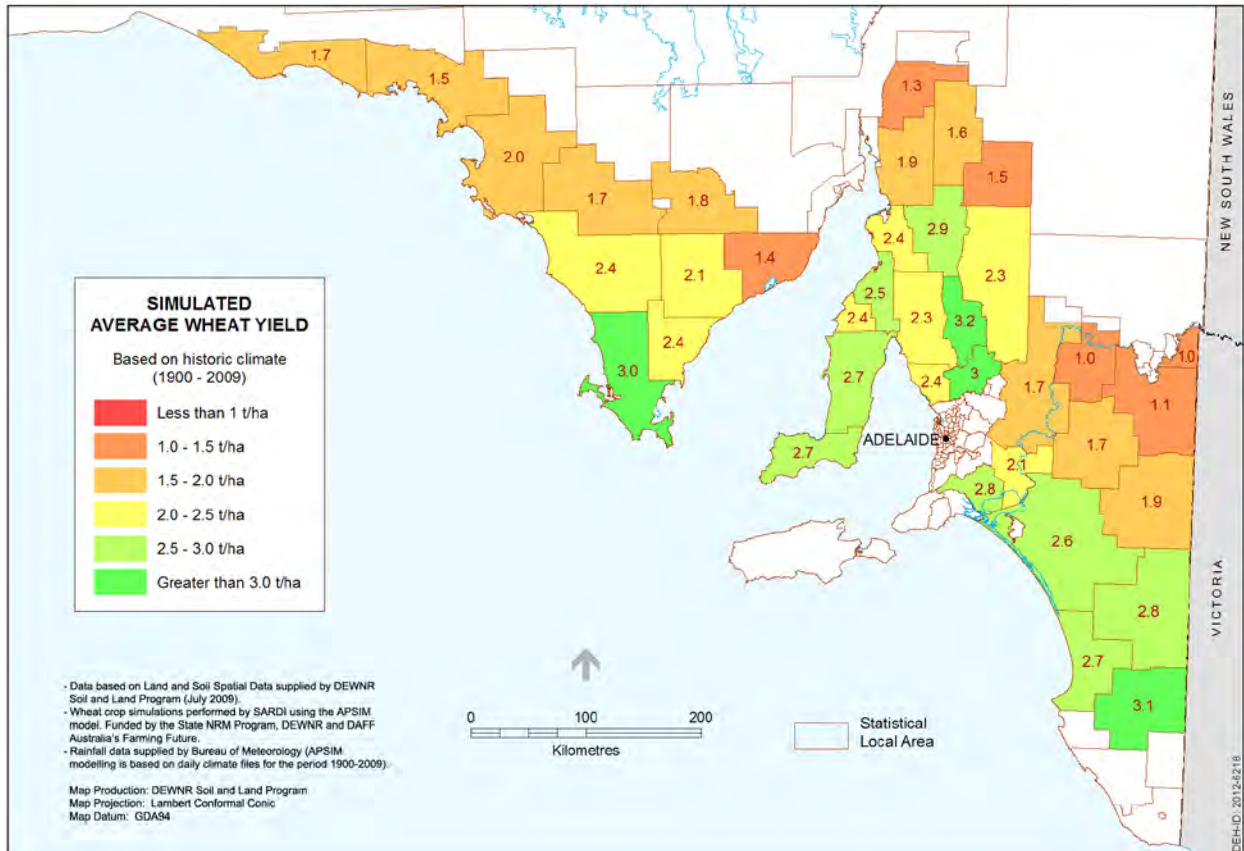 1.7
1.5
2.0
1.7
1.8
2.4
2.1
1.4
3.0
2.4
1.3
1.6
1.9
1.5
2.9
2.4
2.3
2.5
2.4
2.3
3.2
2.7
2.4
3
1.7
1.0
1.0
1.1
1.7
2.7
ADELAIDE
2.1
2.8
1.9
2.6
2.8
2.7
3.1
NEW SOUTH WALES
VICTORIA
SIMULATED
AVERAGE WHEAT YIELD
Based on historic climate
(1900 - 2009)
Less than 1 t/ha
1.0 - 1.5 t/ha
1.5 - 2.0 t/ha
2.0 - 2.5 t/ha
2.5 - 3.0 t/ha
Greater than 3.0 t/ha
- Data based on Land and Soil Spatial Data supplied by DEWNR
Soil and Land Program (July 2009).
- Wheat crop simulations performed by SARDI using the APSIM
model. Funded by the State NRM Program, DEWNR and DAFF
Australia's Farming Future.
- Rainfall data supplied by Bureau of Meteorology (APSIM
modelling is based on daily climate files for the period 1900-2009).
Map Production: DEWNR Soil and Land Program
Map Projection: Lambert Conformal Conic
Map Datum: GDA94
0 100 200
Kilometres
Statistical
Local Area
DEH-ID: 2012-6218